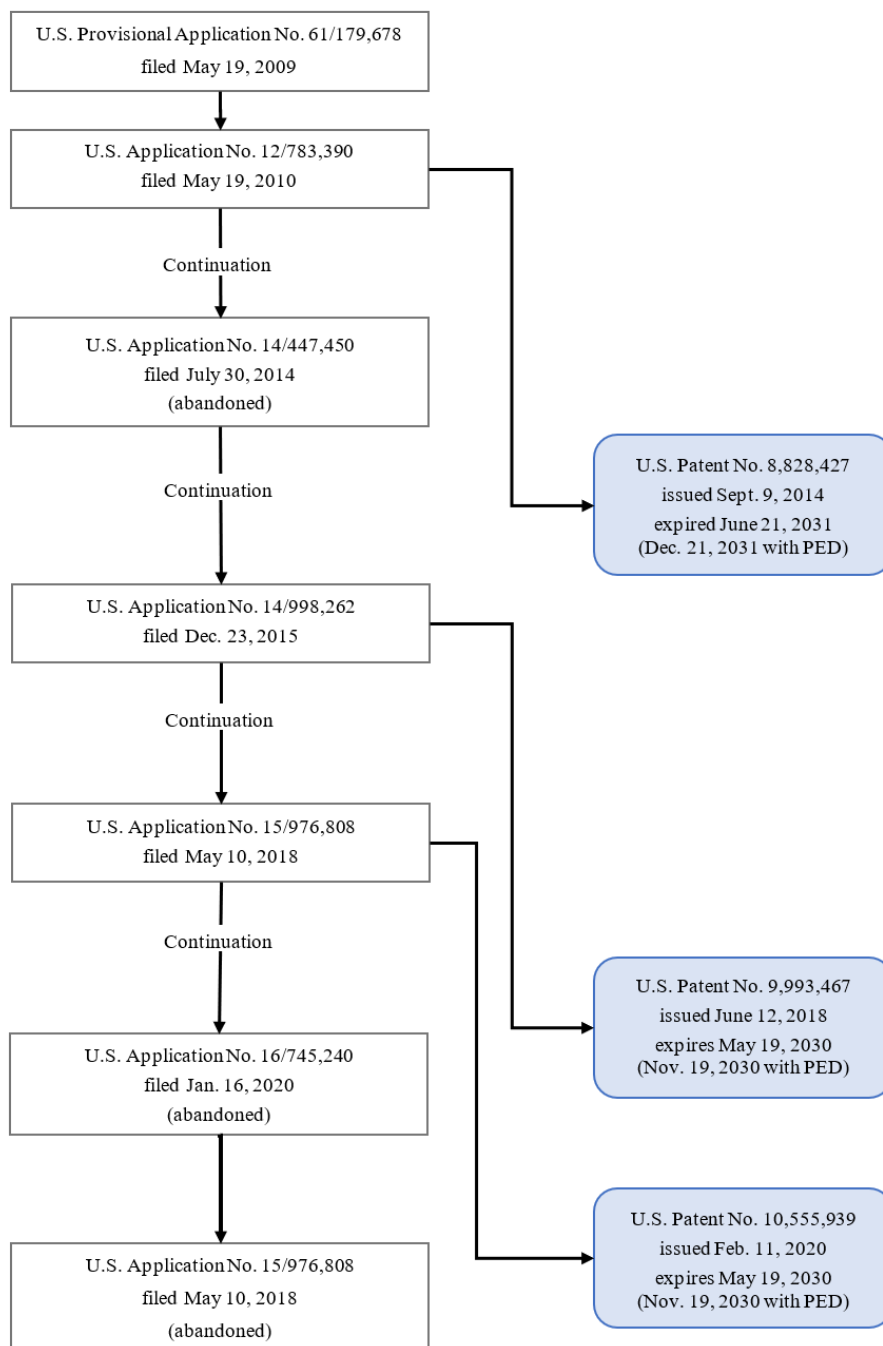 U.S. Provisional Application No. 61/179,678
filed May 19, 2009
U.S. Application No. 12/783,390
filed May 19, 2010
Continuation
U.S. Application No. 14/447,450
filed July 30, 2014
(abandoned)
Continuation
U.S. Patent No. 8,828,427
issued Sept. 9, 2014
expired June 21, 2031
(Dec. 21, 2031 with PED)
U.S. Application No. 14/998,262
filed Dec. 23, 2015
Continuation
U.S. Application No. 15/976,808
filed May 10, 2018
Continuation
U.S. Patent No. 9,993,467
issued June 12, 2018
expires May 19, 2030
(Nov. 19, 2030 with PED)
U.S. Application No. 16/745,240
filed Jan. 16, 2020
(abandoned)
U.S. Patent No. 10,555,939
issued Feb. 11, 2020
expires May 19, 2030
(Nov. 19, 2030 with PED)
U.S. Application No. 15/976,808
filed May 10, 2018
(abandoned)